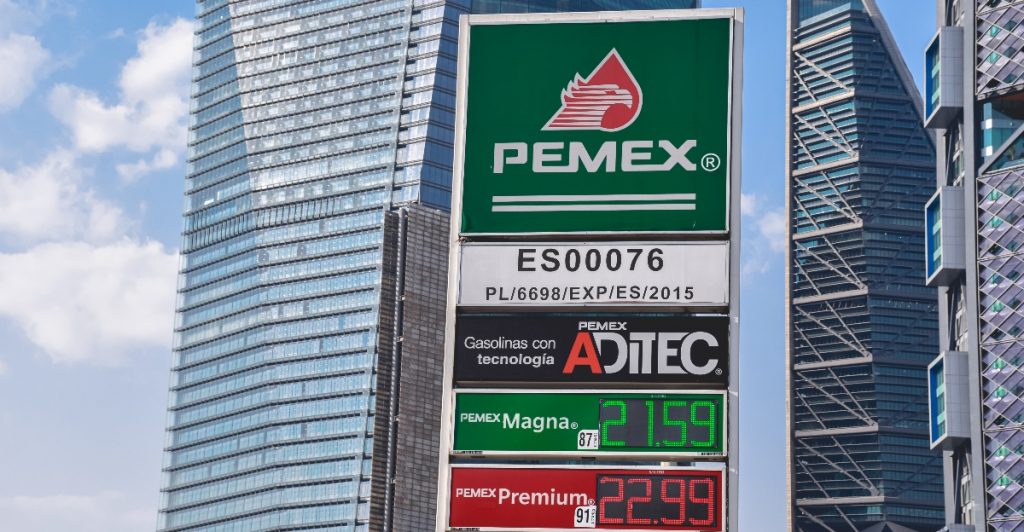 PEMEX®
ES00076
PL/6698/EXP/ES/2015
Gasolinas con
tecnología
PEMEX
ADITEC®
PEMEX Magna®
87
21.59
PEMEX Premium®
91
22.99